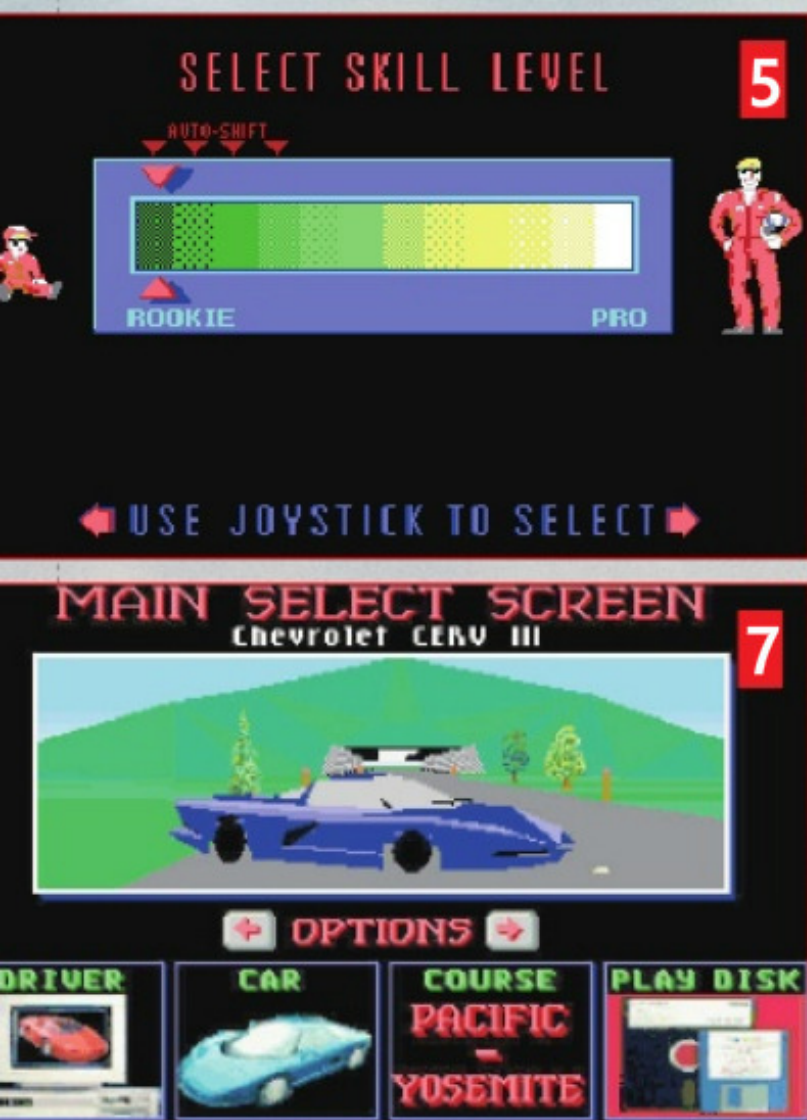 SELECT SKILL LEVEL
5
AUTO-SHIFT
ROOKIE
PRO
USE JOYSTICK TO SELECT
MAIN SELECT SCREEN
Chevrolet CERV III
7
OPTIONS
DRIVER
CAR
COURSE
PLAY DISK
PACIFIC
-
YOSEMITE